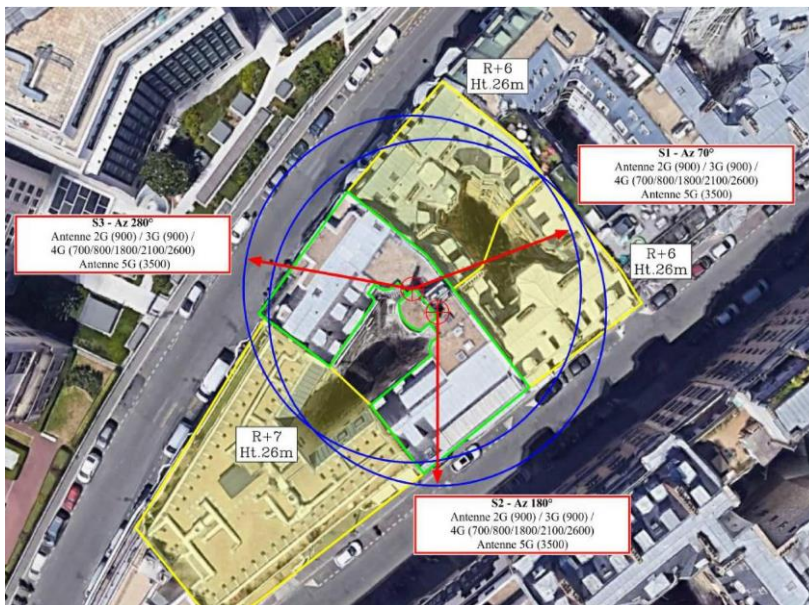 R+6
Ht.26m
S1 - Az 70°
Antenne 2G (900) / 3G (900) /
4G (700/800/1800/2100/2600)
Antenne 5G (3500)
S3 - Az 280°
Antenne 2G (900) / 3G (900) /
4G (700/800/1800/2100/2600)
Antenne 5G (3500)
R+6
Ht.26m
R+7
Ht.26m
S2 - Az 180°
Antenne 2G (900) / 3G (900) /
4G (700/800/1800/2100/2600)
Antenne 5G (3500)